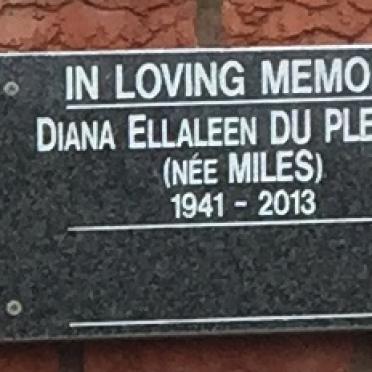 IN LOVING MEMO
DIANA ELLALEEN DU PLE
(NÉE MILES)
1941 - 2013